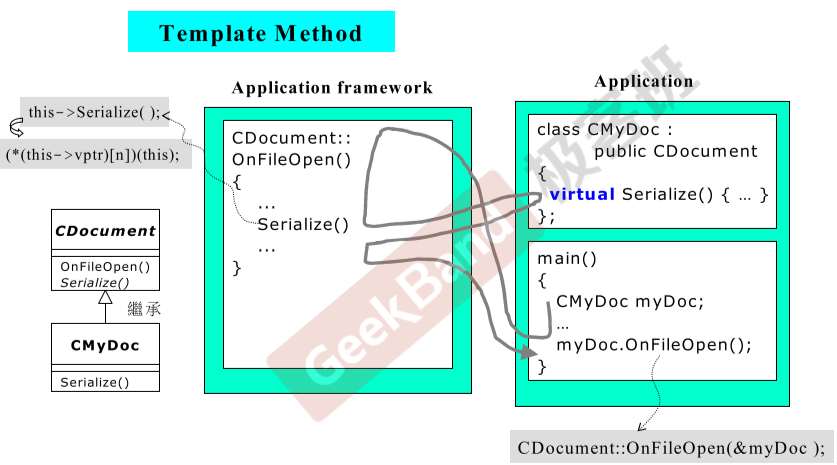 Template Method
Application framework
Application
this->Serialize( );
(*(this->vptr)[n])(this);
CDocument::
OnFileOpen()
{
...
Serialize()
...
}
class CMyDoc :
public CDocument
{
virtual Serialize() { … }
};
main()
{
CMyDoc myDoc;
…
myDoc.OnFileOpen();
}
CDocument::OnFileOpen(&myDoc );
CDocument
OnFileOpen()
Serialize()
繼承
CMyDoc
Serialize()
GeekBand 极客班